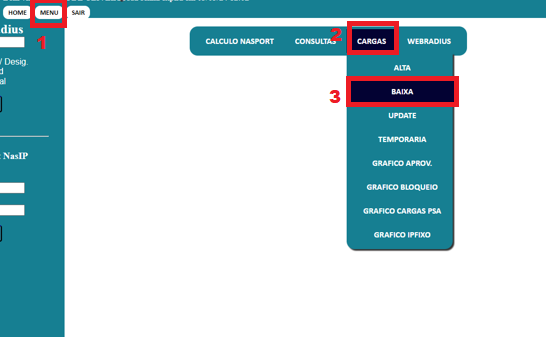 HOME MENU SAIR
dius
1
/ Desig.
d
al
NasIP
CALCULO NASPORT CONSULTAS 2 CARGAS WEBRADIUS
ALTA
3 BAIXA
UPDATE
TEMPORARIA
GRAFICO APROV.
GRAFICO BLOQUEIO
GRAFICO CARGAS PSA
GRAFICO IPFIXO